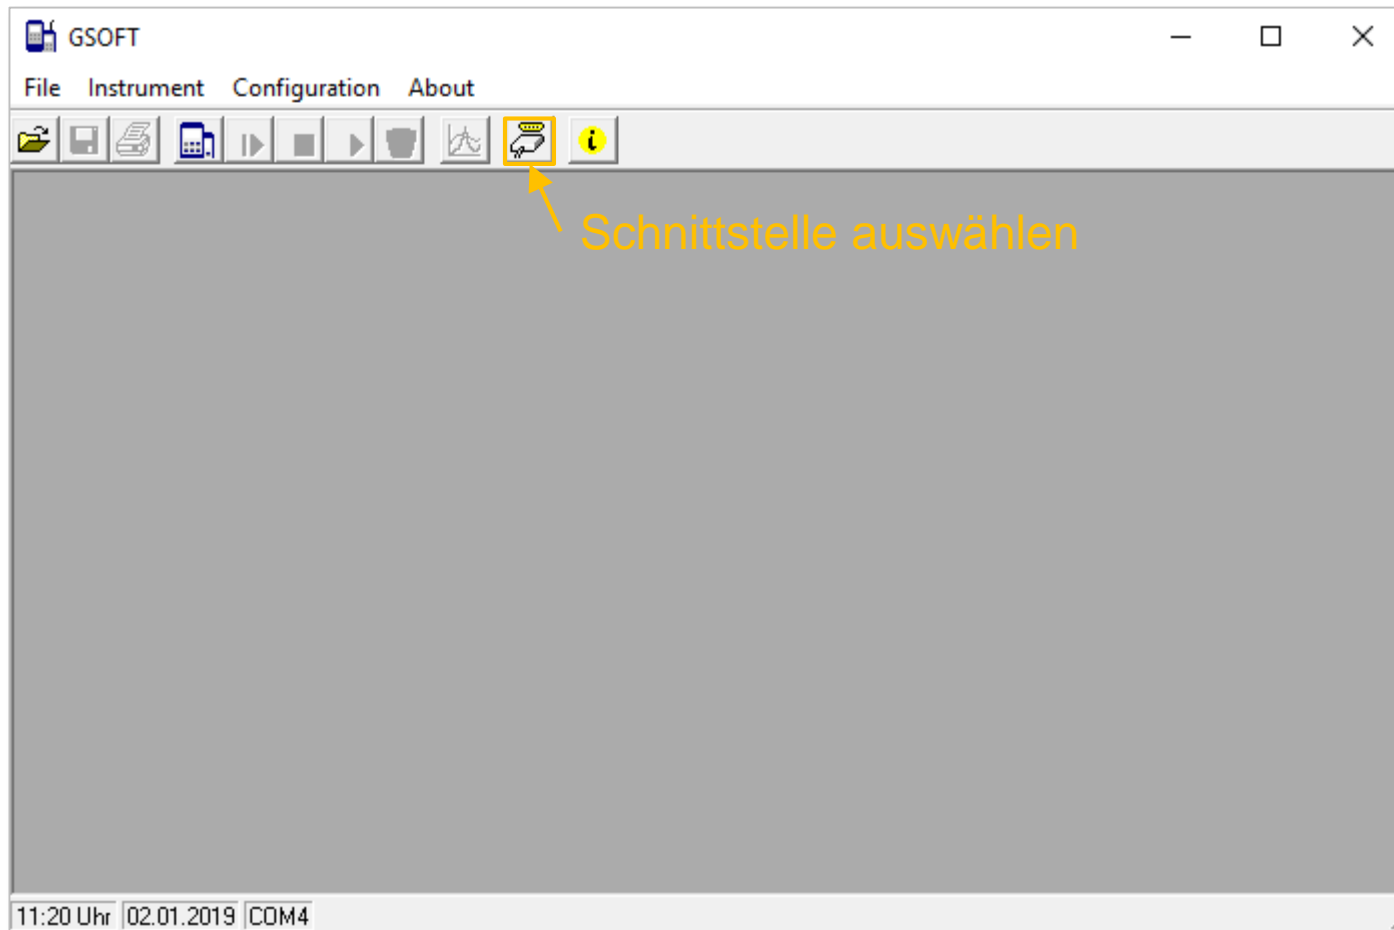 GSOFT
File Instrument Configuration About
i
Schnittstelle auswählen
11:20 Uhr 02.01.2019 COM4